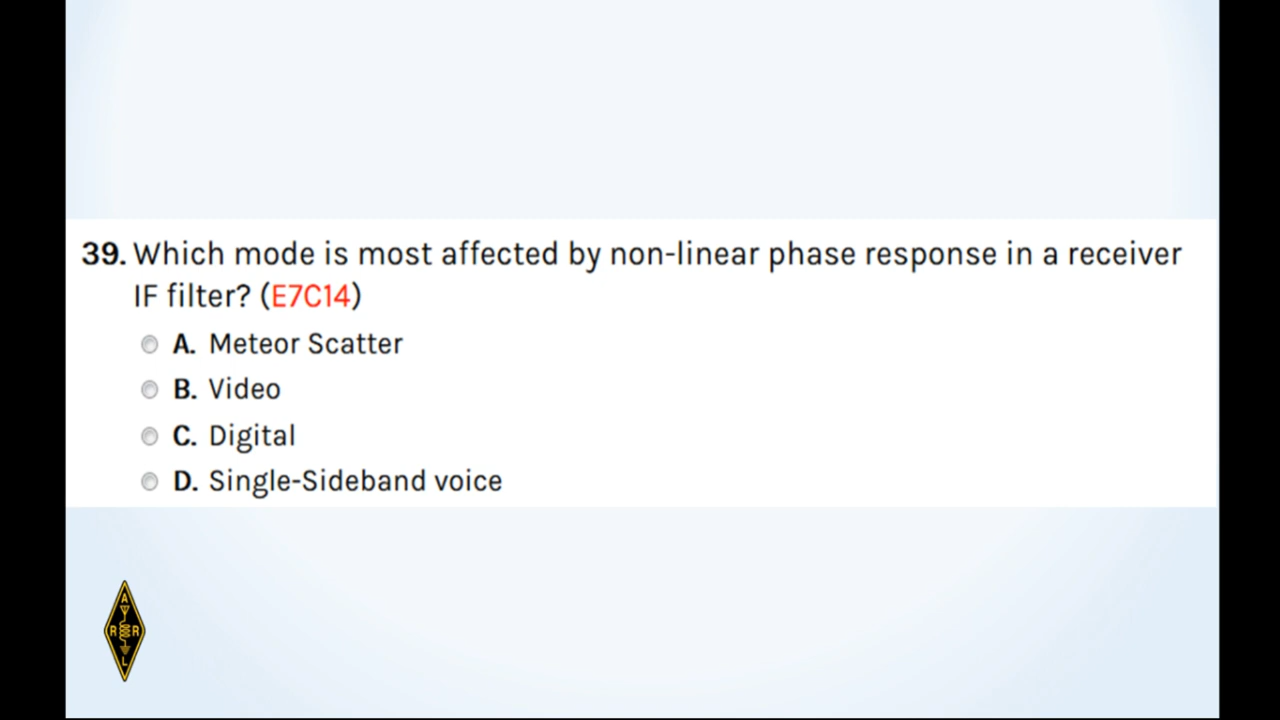 39. Which mode is most affected by non-linear phase response in a receiver
IF filter? (E7C14)
A. Meteor Scatter
B. Video
C. Digital
D. Single-Sideband voice
A
R R
L